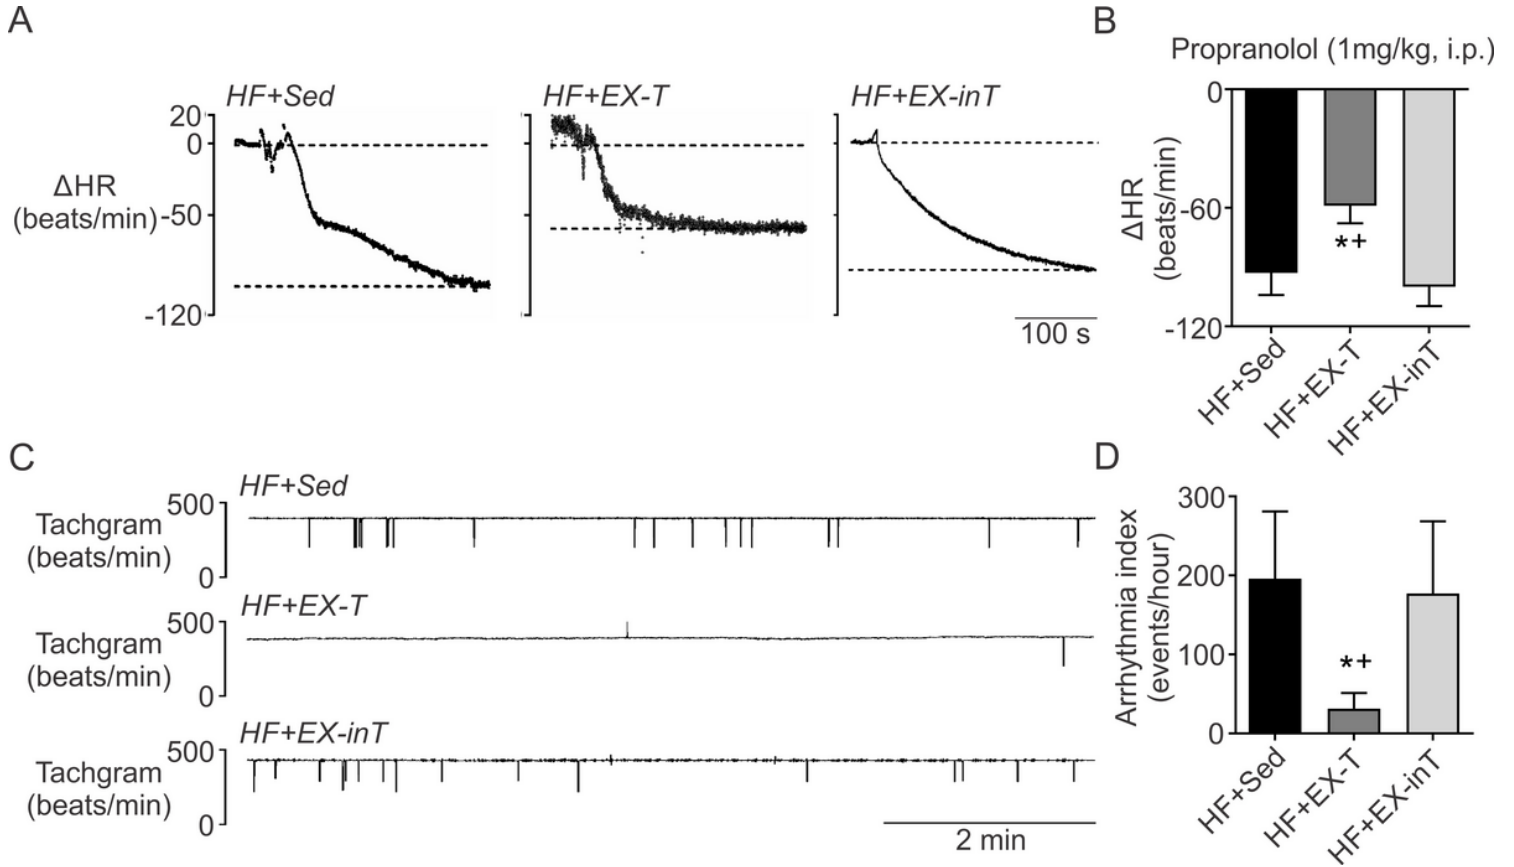 A
HF+Sed
HF+EX-T
HF+EX-inT
20
0
-50
-120
ΔHR
(beats/min)
100 s
B
Propranolol (1mg/kg, i.p.)
0
-60
-120
ΔHR
(beats/min)
*+
HF+Sed
HF+EX-T
HF+EX-inT
C
HF+Sed
500
0
Tachgram
(beats/min)
HF+EX-T
500
0
Tachgram
(beats/min)
HF+EX-inT
500
0
Tachgram
(beats/min)
2 min
D
300
200
100
0
Arrhythmia index
(events/hour)
*+
HF+Sed
HF+EX-T
HF+EX-inT